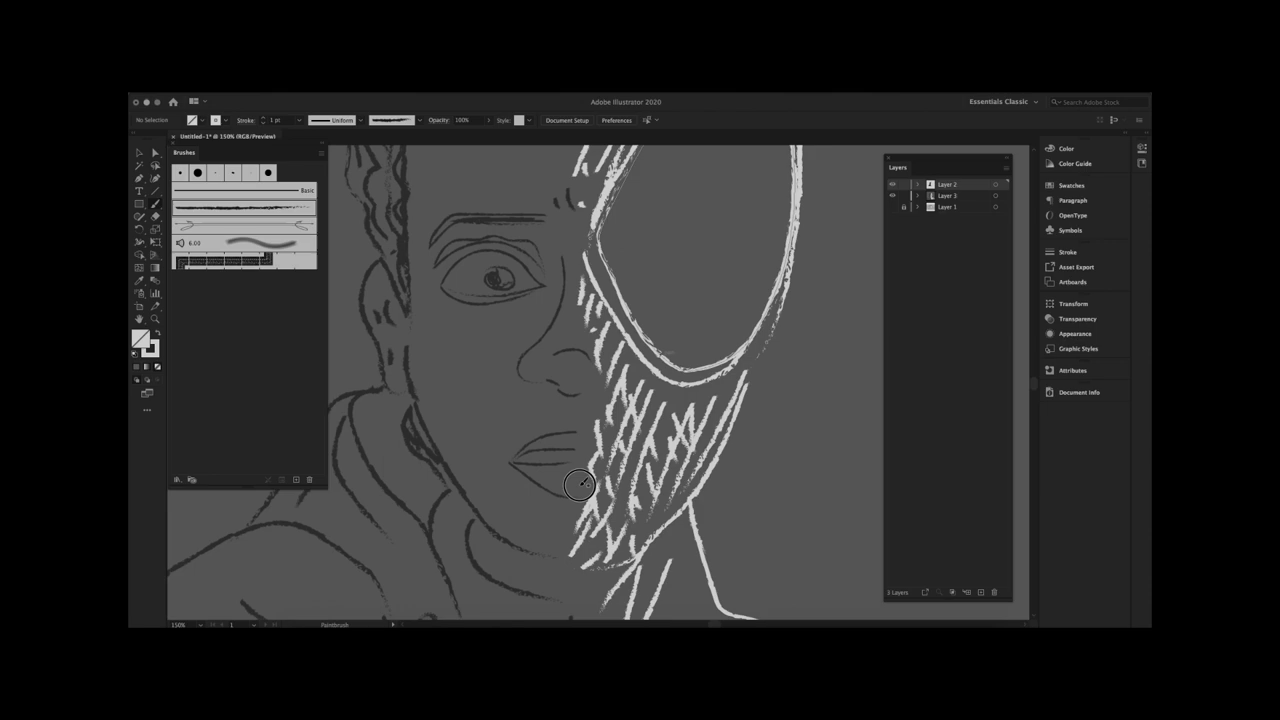 Adobe Illustrator 2020
Essentials Classic
Search Adobe Stock
No Selection
Stroke:
1 pt
Uniform
Opacity:
100%
Style:
Document Setup
Preferences
Untitled-1* @ 150% (RGB/Preview)
Brushes
Basic
6.00
Layers
Layer 2
Layer 3
Layer 1
3 Layers
Color
Color Guide
Swatches
Paragraph
OpenType
Symbols
Stroke
Asset Export
Artboards
Transform
Transparency
Appearance
Graphic Styles
Attributes
Document Info
150%
1
Paintbrush